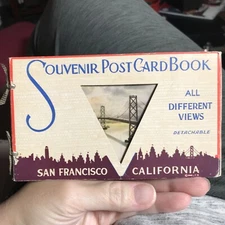 SOUVENIR POST CARD BOOK
ALL
DIFFERENT
VIEWS
DETACHABLE
SAN FRANCISCO CALIFORNIA